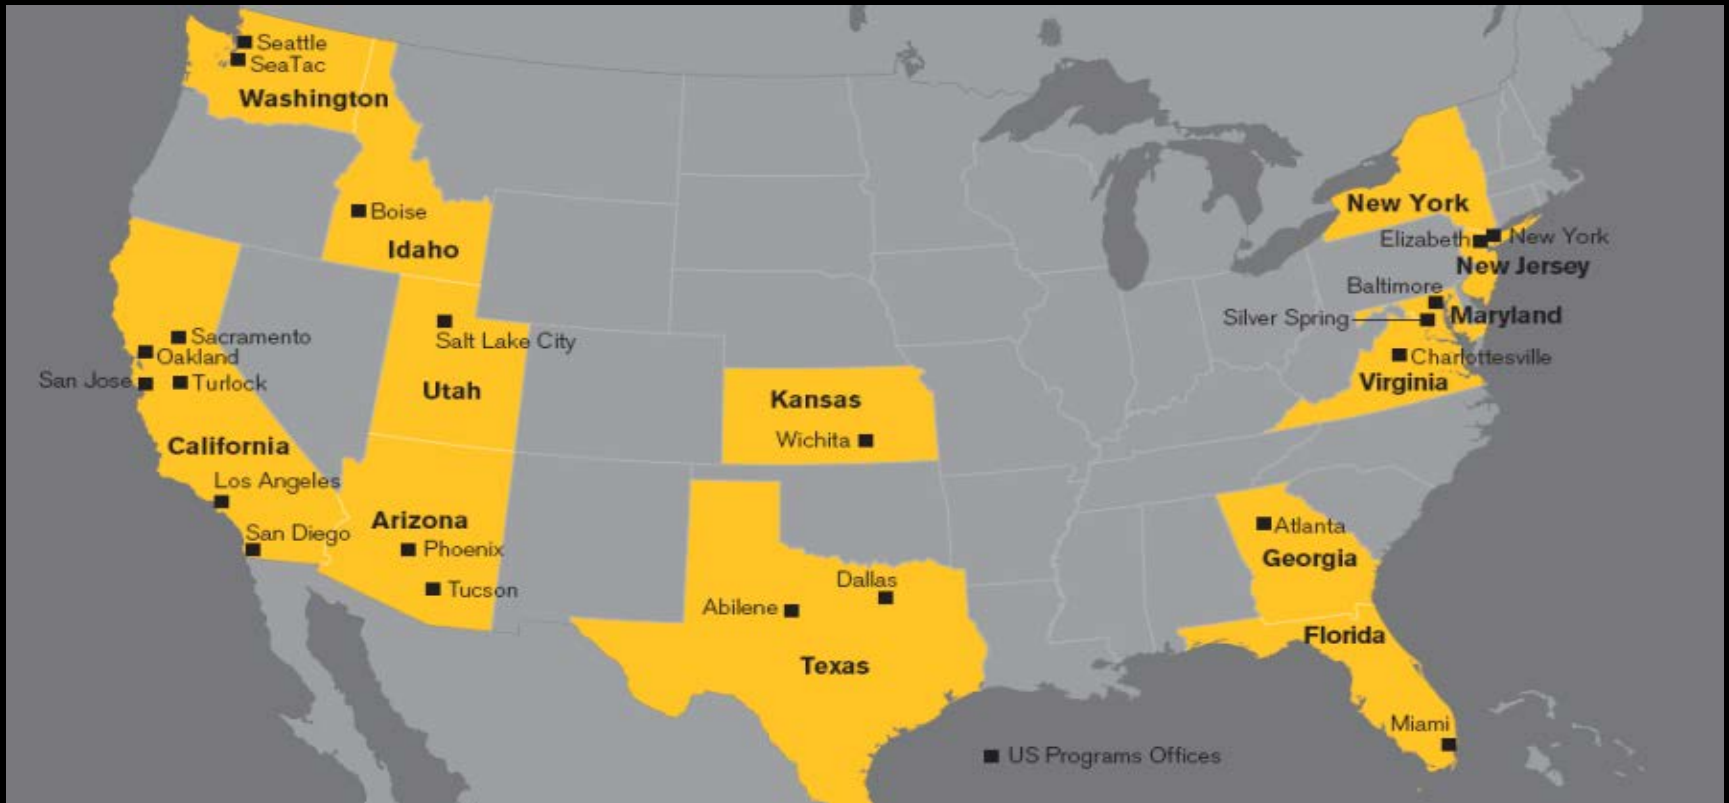 Seattle
SeaTac
Washington
Boise
Idaho
New York
Elizabeth
New York
New Jersey
Baltimore
Silver Spring
Maryland
Sacramento
Oakland
San Jose
Turlock
Salt Lake City
Utah
Charlottesville
Virginia
Kansas
Wichita
California
Los Angeles
San Diego
Arizona
Phoenix
Tucson
Atlanta
Georgia
Dallas
Abilene
Texas
Florida
Miami
US Programs Offices